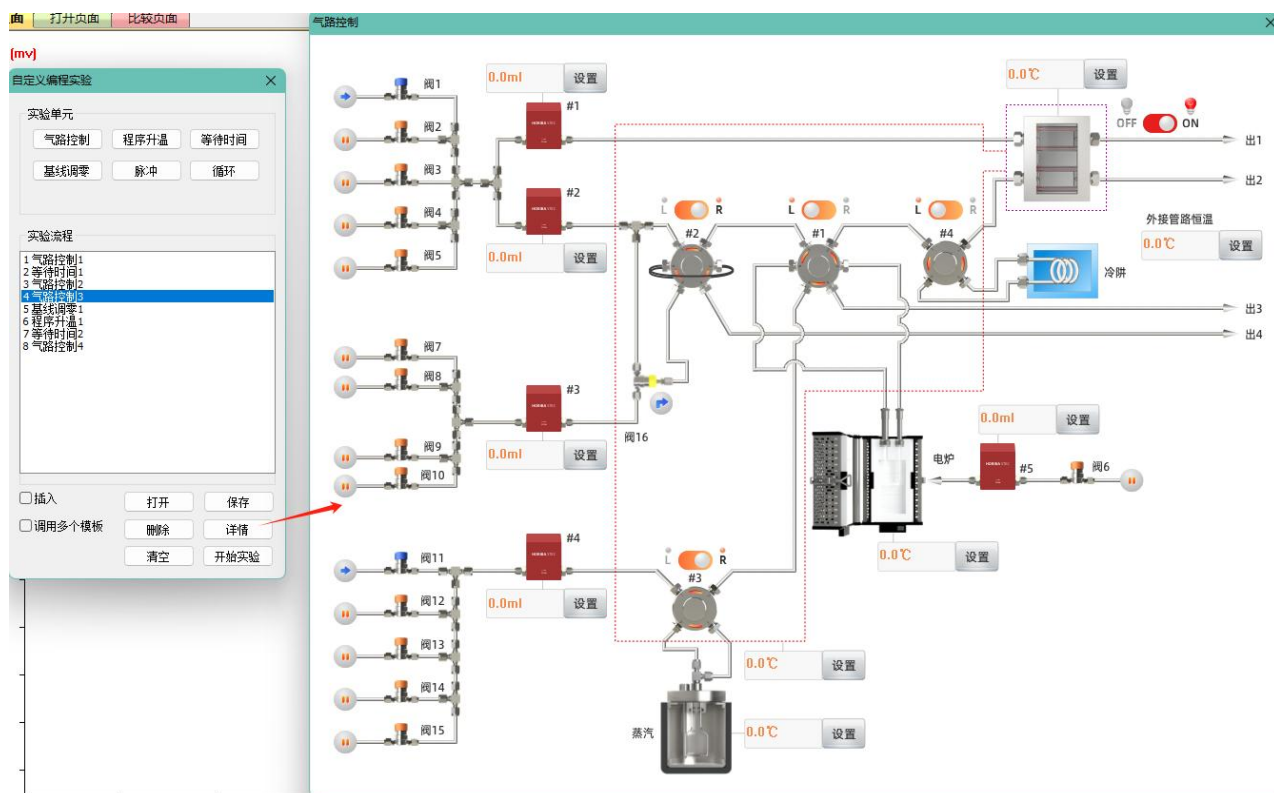 面 打开页面 比较页面
(mv)
自定义编程实验
实验单元
气路控制 程序升温 等待时间
基线调零 脉冲 循环
实验流程
1 气路控制1
2 等待时间1
3 气路控制2
4 气路控制3
5 基线调零1
6 程序升温1
7 等待时间2
8 气路控制4
插入 打开 保存
调用多个模板 删除 详情
清空 开始实验
气路控制
阀1 0.0ml 设置 0.0℃ 设置
#1
OFF ON
阀2
出1
阀3
#2
出2
阀4
L R L R L R
#2 #1 #4
外接管路恒温
0.0℃ 设置
阀5 0.0ml 设置
冷阱
出3
出4
阀7
阀8
#3
阀16
阀9 0.0ml 设置
阀10
0.0ml 设置
电炉 #5 阀6
0.0℃ 设置
阀11
#4
L R
#3
阀12 0.0ml 设置
阀13
0.0℃ 设置
阀14
阀15
蒸汽 0.0℃ 设置